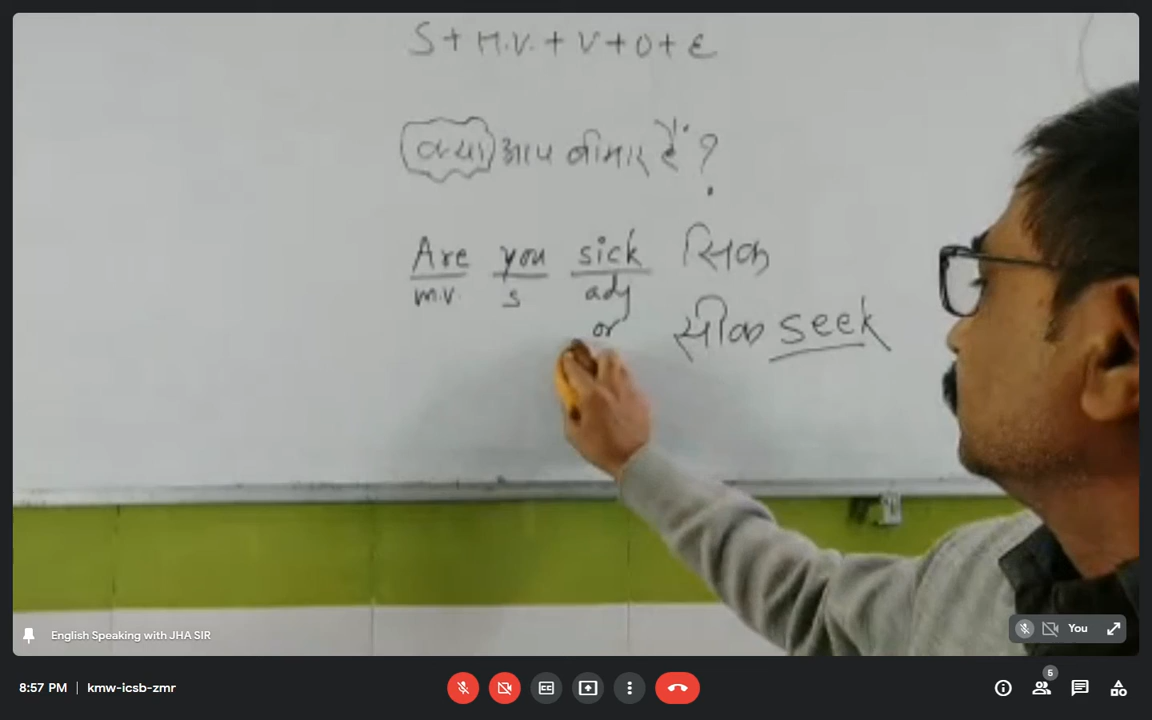 S + H.V. + V + O + E
क्या आप बीमार हैं ?
Are you sick सिक
m.v. s adj
or सीक seek
English Speaking with JHA SIR
You
8:57 PM | kmw-icsb-zmr
5